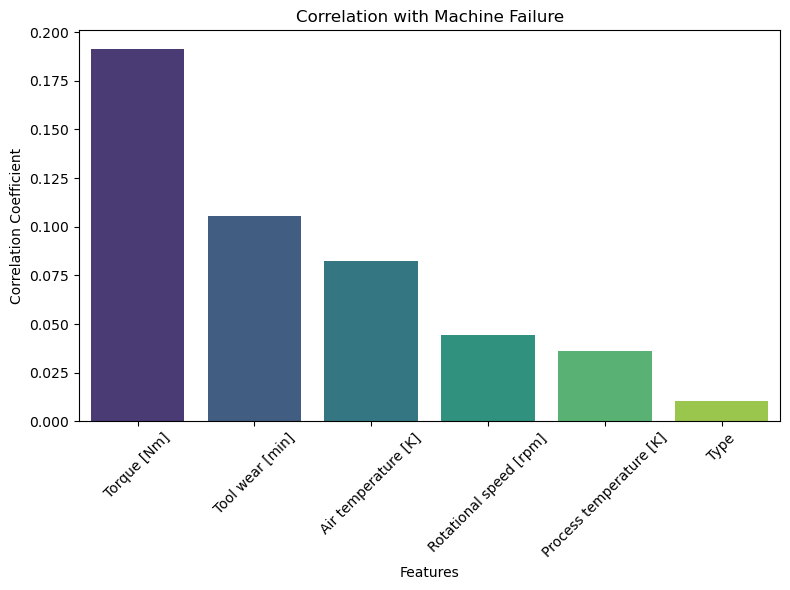 Correlation with Machine Failure
Correlation Coefficient
0.200
0.175
0.150
0.125
0.100
0.075
0.050
0.025
0.000
Torque [Nm]
Tool wear [min]
Air temperature [K]
Rotational speed [rpm]
Process temperature [K]
Type
Features